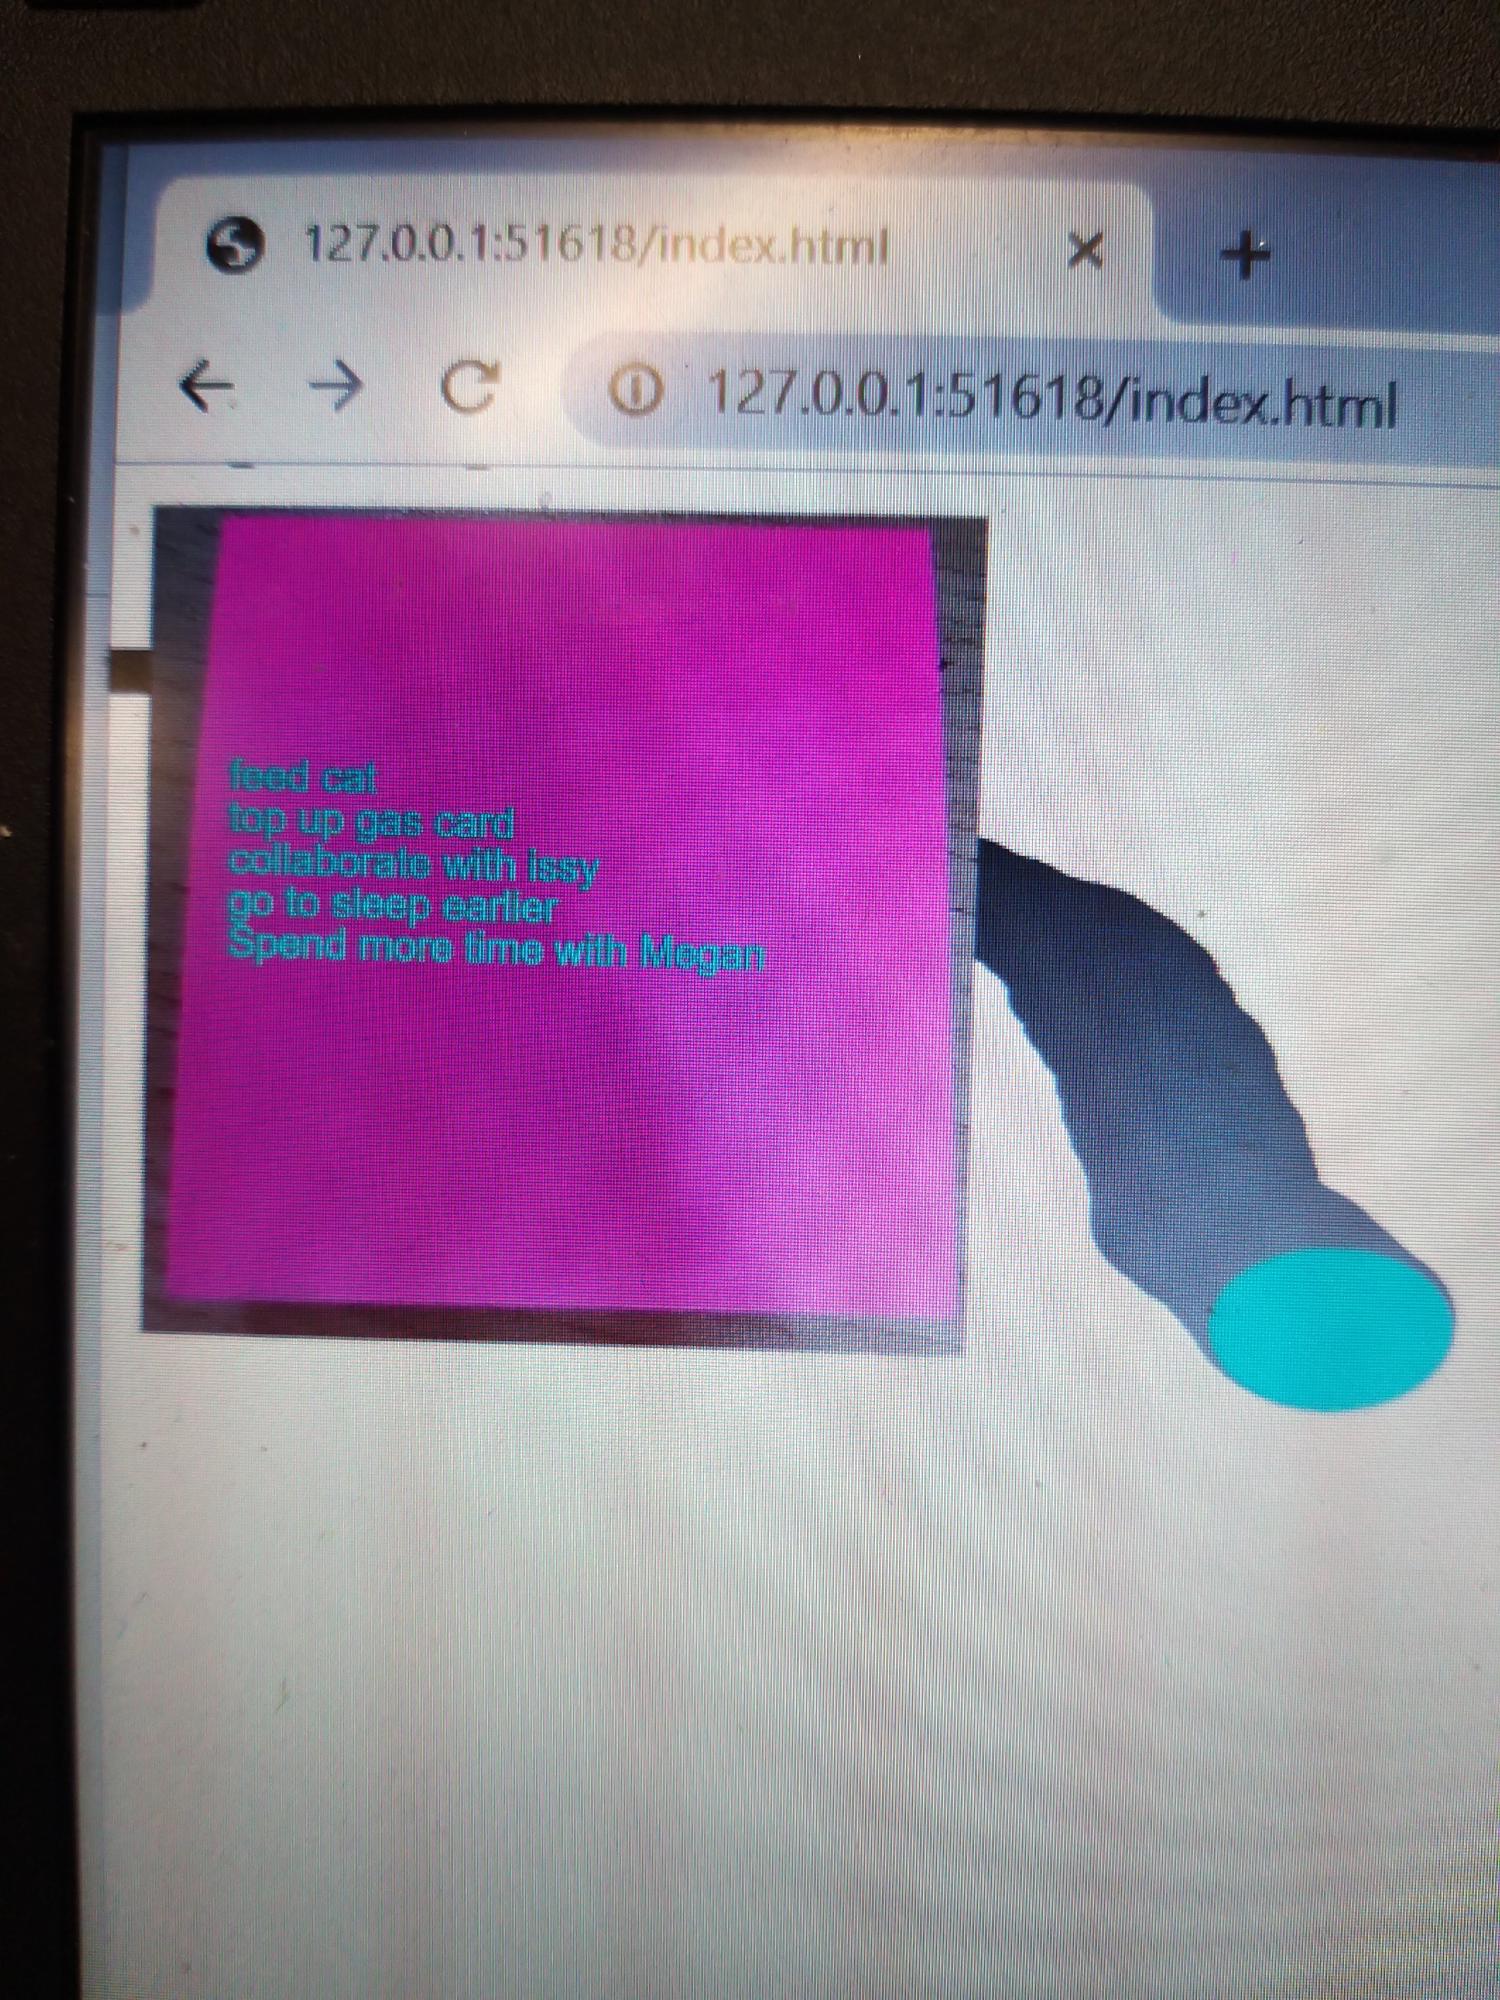 127.0.0.1:51618/index.html
127.0.0.1:51618/index.html
feed cat
top up gas card
collaborate with Issy
go to sleep earlier
Spend more time with Megan